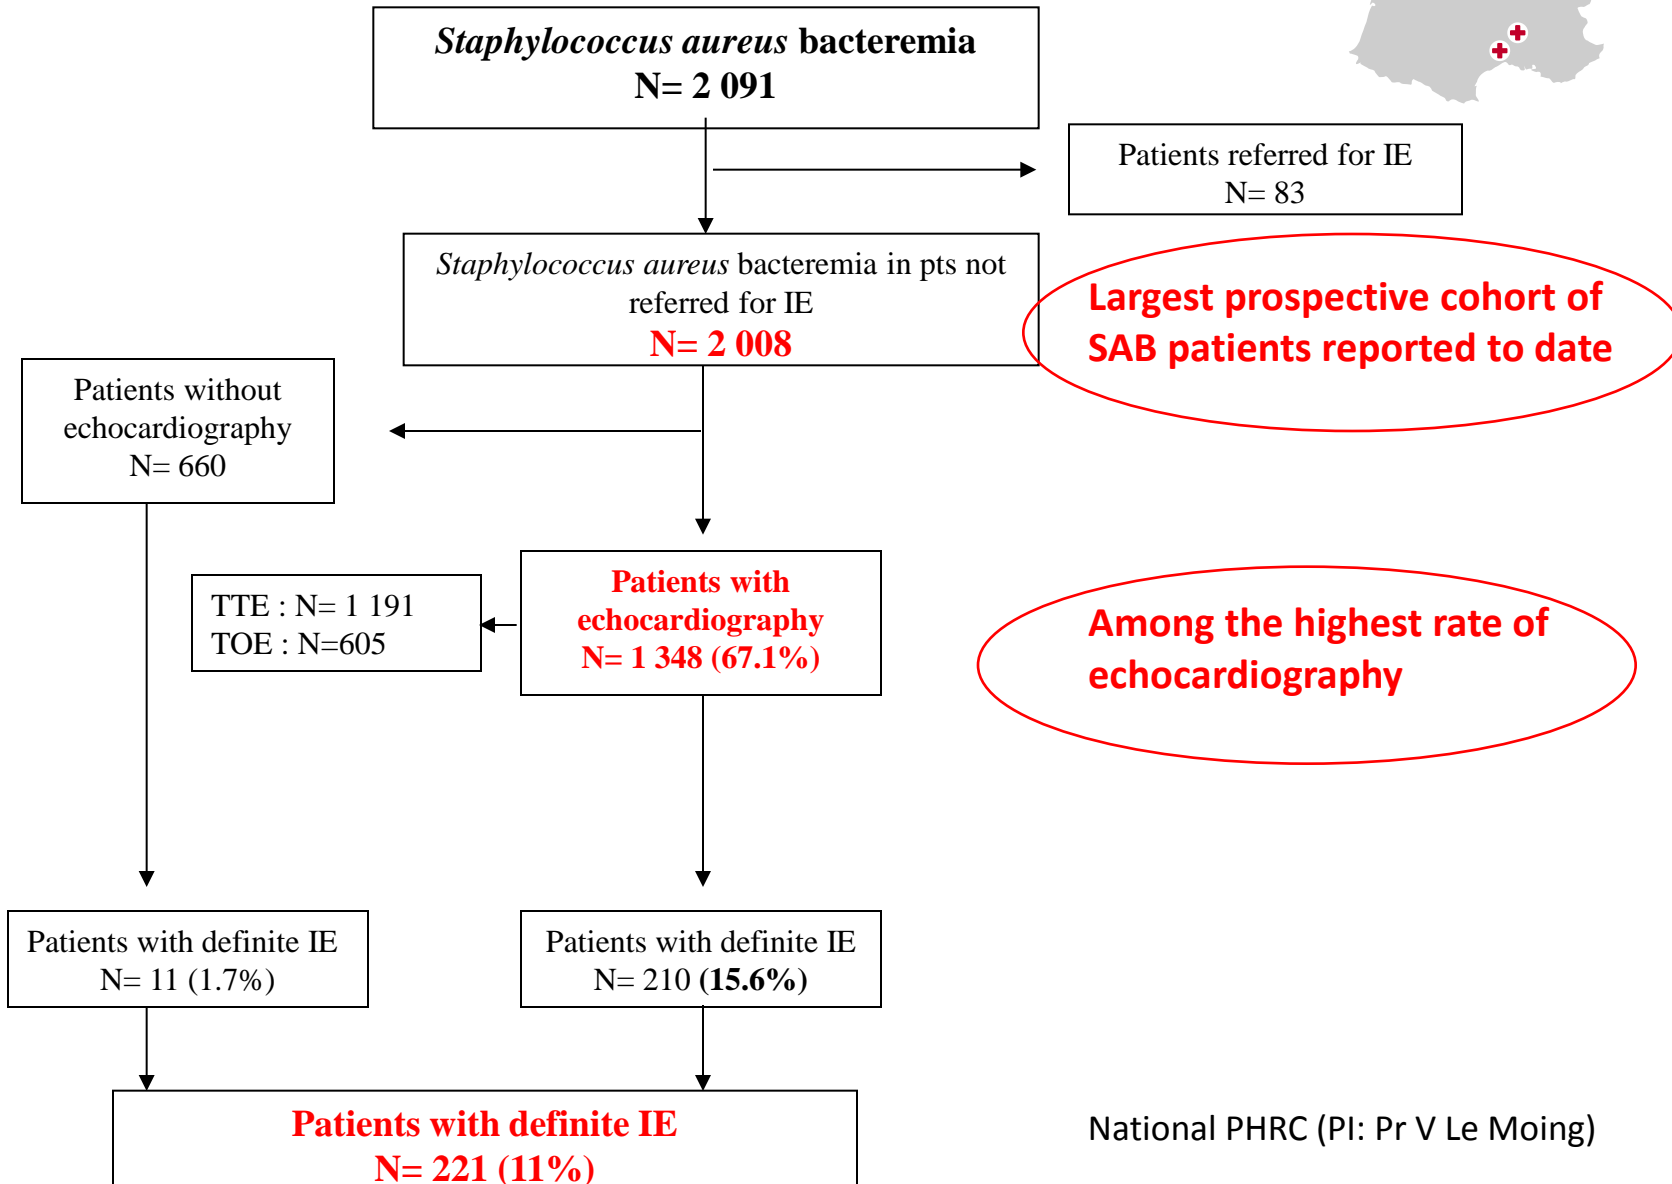 Staphylococcus aureus bacteremia
N= 2 091
Patients referred for IE
N= 83
Staphylococcus aureus bacteremia in pts not
referred for IE
N= 2 008
Largest prospective cohort of
SAB patients reported to date
Patients without
echocardiography
N= 660
Patients with
echocardiography
N= 1 348 (67.1%)
TTE : N= 1 191
TOE : N=605
Among the highest rate of
echocardiography
Patients with definite IE
N= 11 (1.7%)
Patients with definite IE
N= 210 (15.6%)
Patients with definite IE
N= 221 (11%)
National PHRC (PI: Pr V Le Moing)